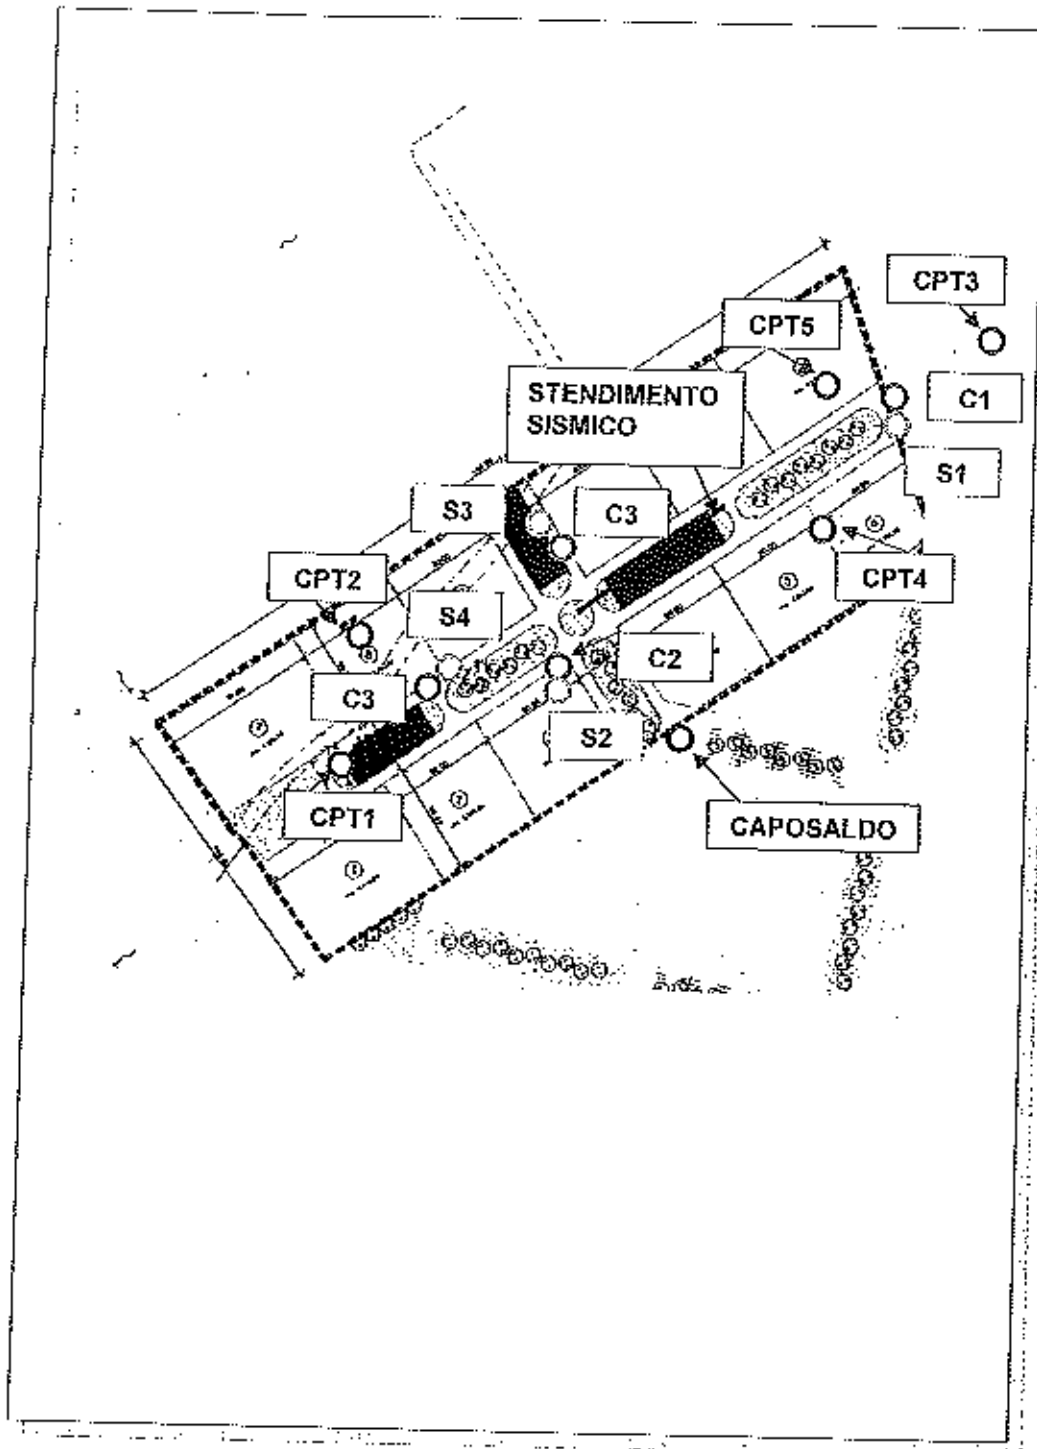 CPT3
CPT5
STENDIMENTO
SISMICO
C1
S1
S3
C3
CPT2
CPT4
S4
C2
C3
S2
CPT1
CAPOSALDO